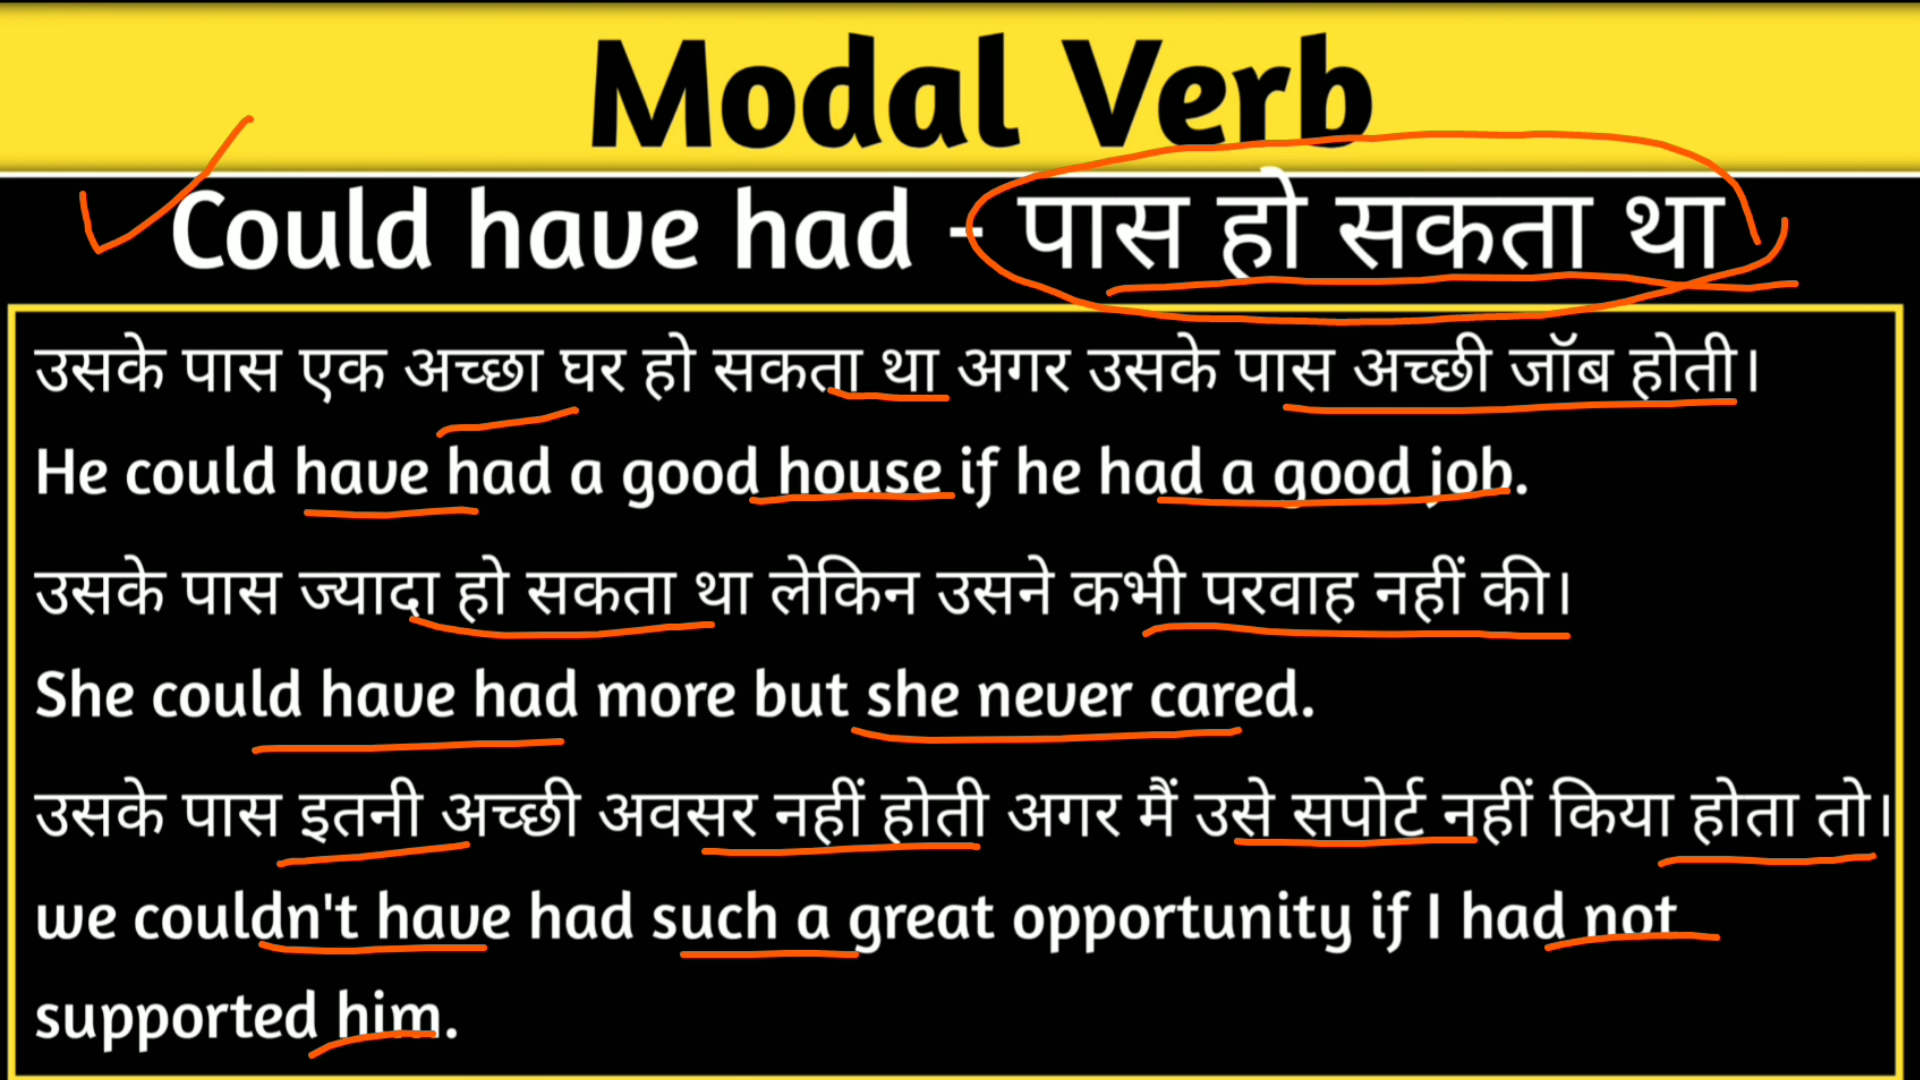 Modal Verb
Could have had - पास हो सकता था
उसके पास एक अच्छा घर हो सकता था अगर उसके पास अच्छी जॉब होती।
He could have had a good house if he had a good job.
उसके पास ज्यादा हो सकता था लेकिन उसने कभी परवाह नहीं की।
She could have had more but she never cared.
उसके पास इतनी अच्छी अवसर नहीं होती अगर मैं उसे सपोर्ट नहीं किया होता तो।
we couldn't have had such a great opportunity if I had not
supported him.